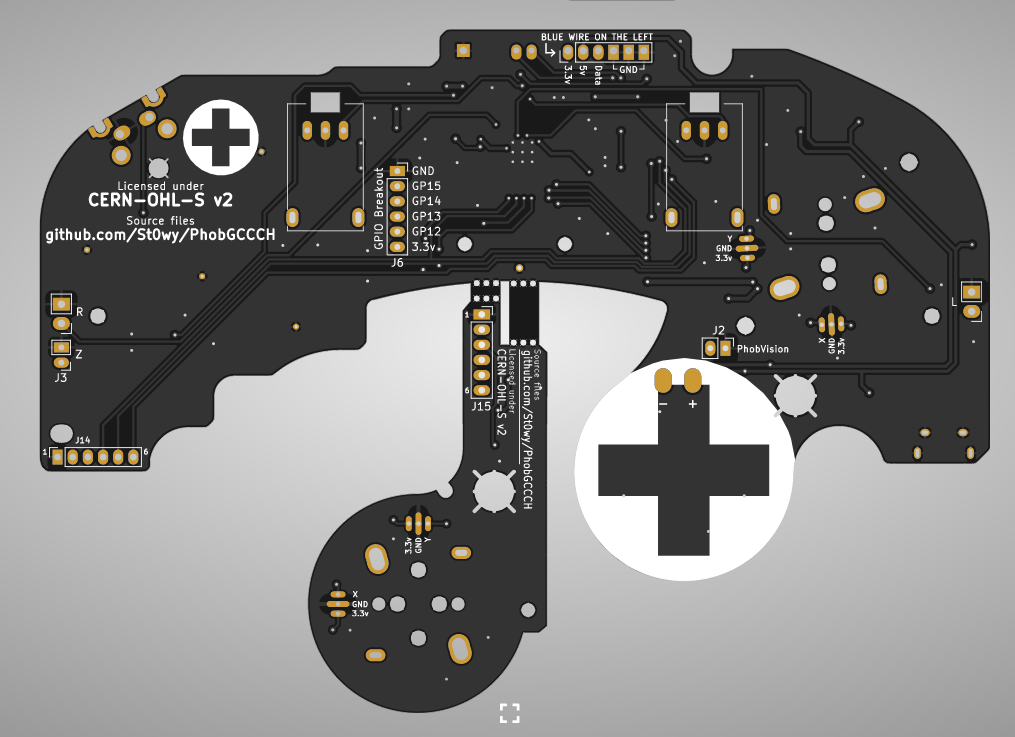 BLUE WIRE ON THE LEFT
3.3v
5v
Data
GND
Licensed under
CERN-OHL-S v2
Source files
github.com/St0wy/PhobGCCCH
GPIO Breakout
GND
GP15
GP14
GP13
GP12
3.3v
J6
Y
GND
3.3v
L
R
Z
J3
X
GND
3.3v
J2
PhobVision
- +
1
6
J15
Source files
github.com/St0wy/PhobGCCCH
Licensed under
CERN-OHL-S v2
J14
1
6
Y
GND
3.3v
X
GND
3.3v